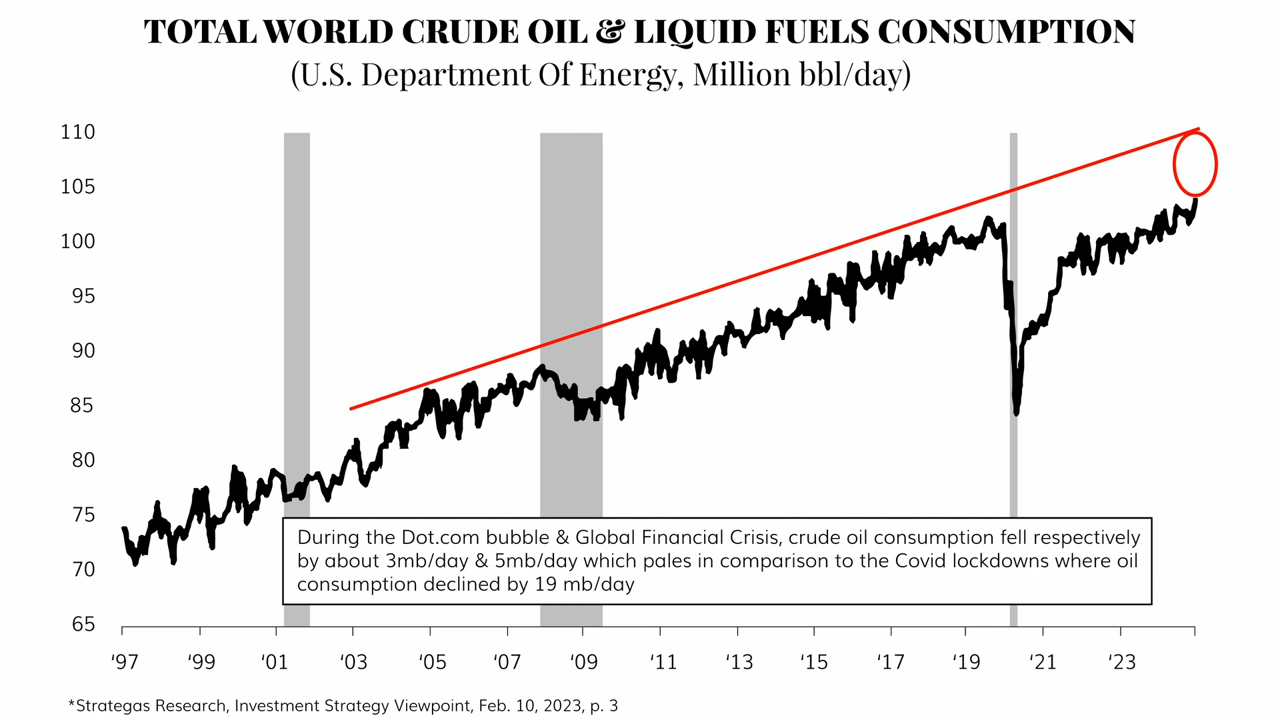 TOTAL WORLD CRUDE OIL & LIQUID FUELS CONSUMPTION
(U.S. Department Of Energy, Million bbl/day)
110
105
100
95
90
85
80
75
70
65
During the Dot.com bubble & Global Financial Crisis, crude oil consumption fell respectively
by about 3mb/day & 5mb/day which pales in comparison to the Covid lockdowns where oil
consumption declined by 19 mb/day
‘97 ‘99 ‘01 ‘03 ‘05 ‘07 ‘09 ‘11 ‘13 ‘15 ‘17 ‘19 ‘21 ‘23
*Strategas Research, Investment Strategy Viewpoint, Feb. 10, 2023, p. 3